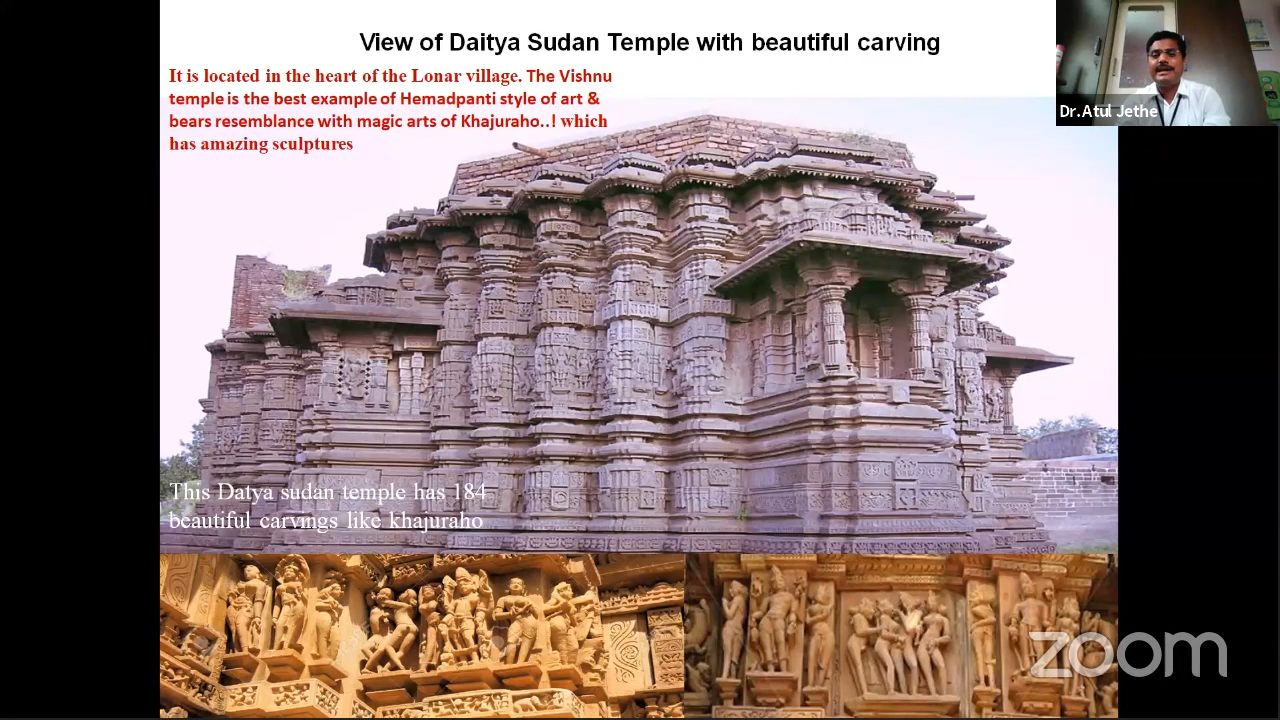 View of Daitya Sudan Temple with beautiful carving
It is located in the heart of the Lonar village. The Vishnu
temple is the best example of Hemadpanti style of art &
bears resemblance with magic arts of Khajuraho..! which
has amazing sculptures
Dr.Atul Jethe
This Datya sudan temple has 184
beautiful carvings like khajuraho
zoom